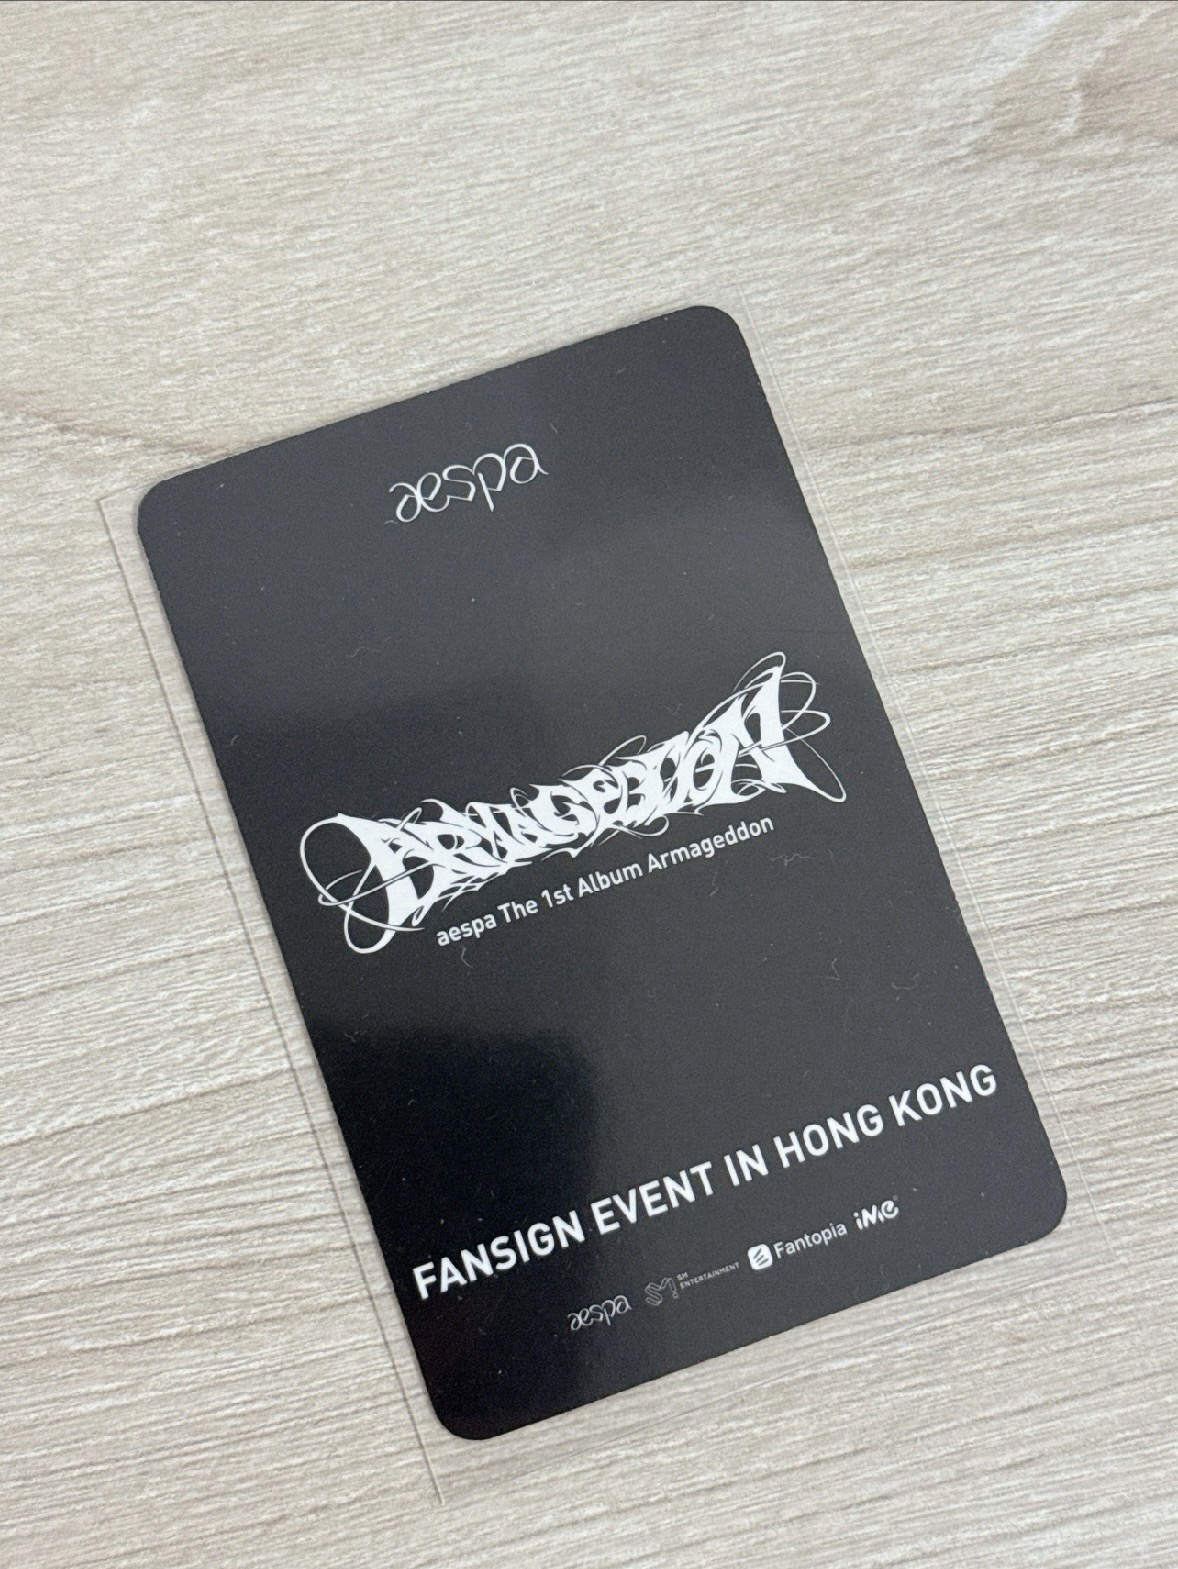 aespa
ARMAGEDDON
aespa The 1st Album Armageddon
FANSIGN EVENT IN HONG KONG
aespa SM ENTERTAINMENT Fantopia iMe